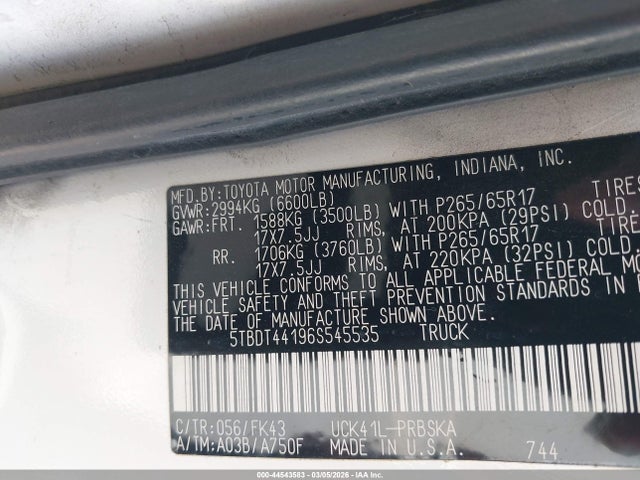 MFD.BY:TOYOTA MOTOR MANUFACTURING, INDIANA, INC.
GVWR:2994KG (6600LB)
GAWR:FRT. 1588KG (3500LB) WITH P265/65R17 TIRES
17X7.5JJ RIMS, AT 200KPA (29PSI) COLD
RR. 1706KG (3760LB) WITH P265/65R17 TIRES
17X7.5JJ RIMS, AT 220KPA (32PSI) COLD
THIS VEHICLE CONFORMS TO ALL APPLICABLE FEDERAL
VEHICLE SAFETY AND THEFT PREVENTION STANDARDS IN
THE DATE OF MANUFACTURE SHOWN ABOVE.
5TBDT44196S545535 TRUCK
C/TR:056/FK43 UCK41L-PRBSKA
A/TM:A03B/A750F MADE IN U.S.A. 744
000-44543583 - 03/05/2026 - IAA Inc.